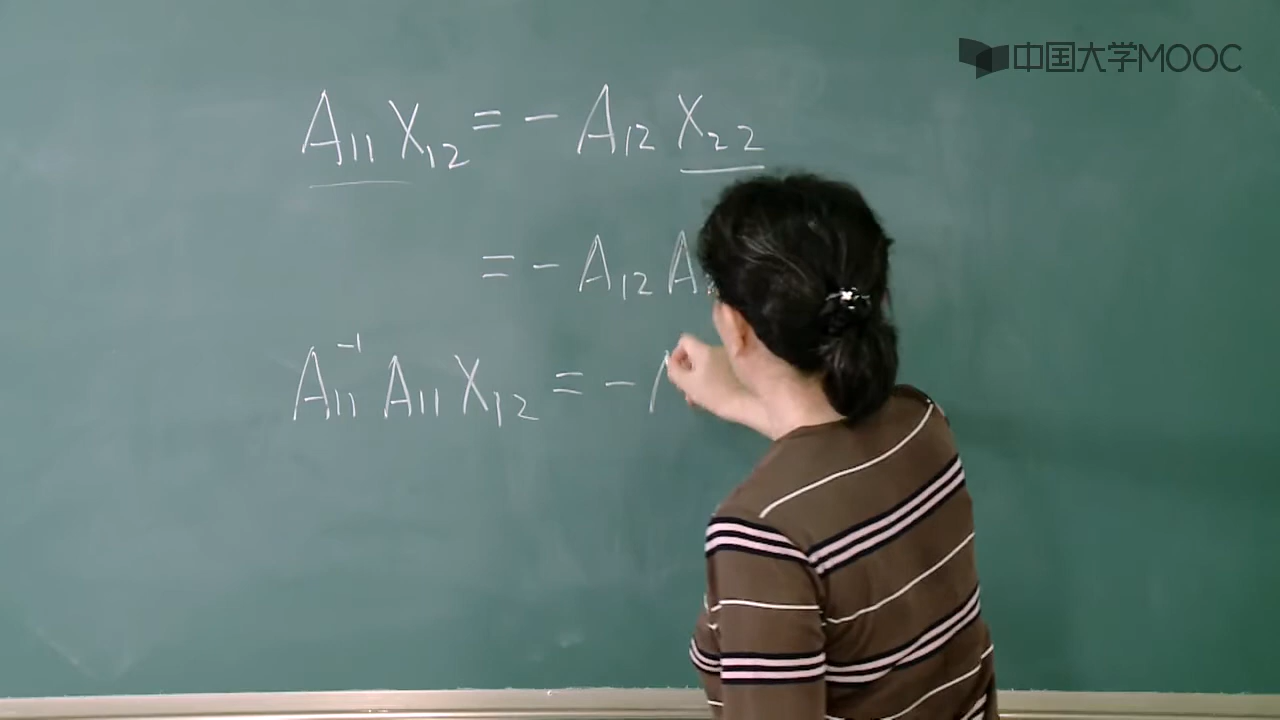 中国大学MOOC
A₁₁ X₁₂ = - A₁₂ X₂₂
= - A₁₂ A
A₁₁⁻¹ A₁₁ X₁₂ = -